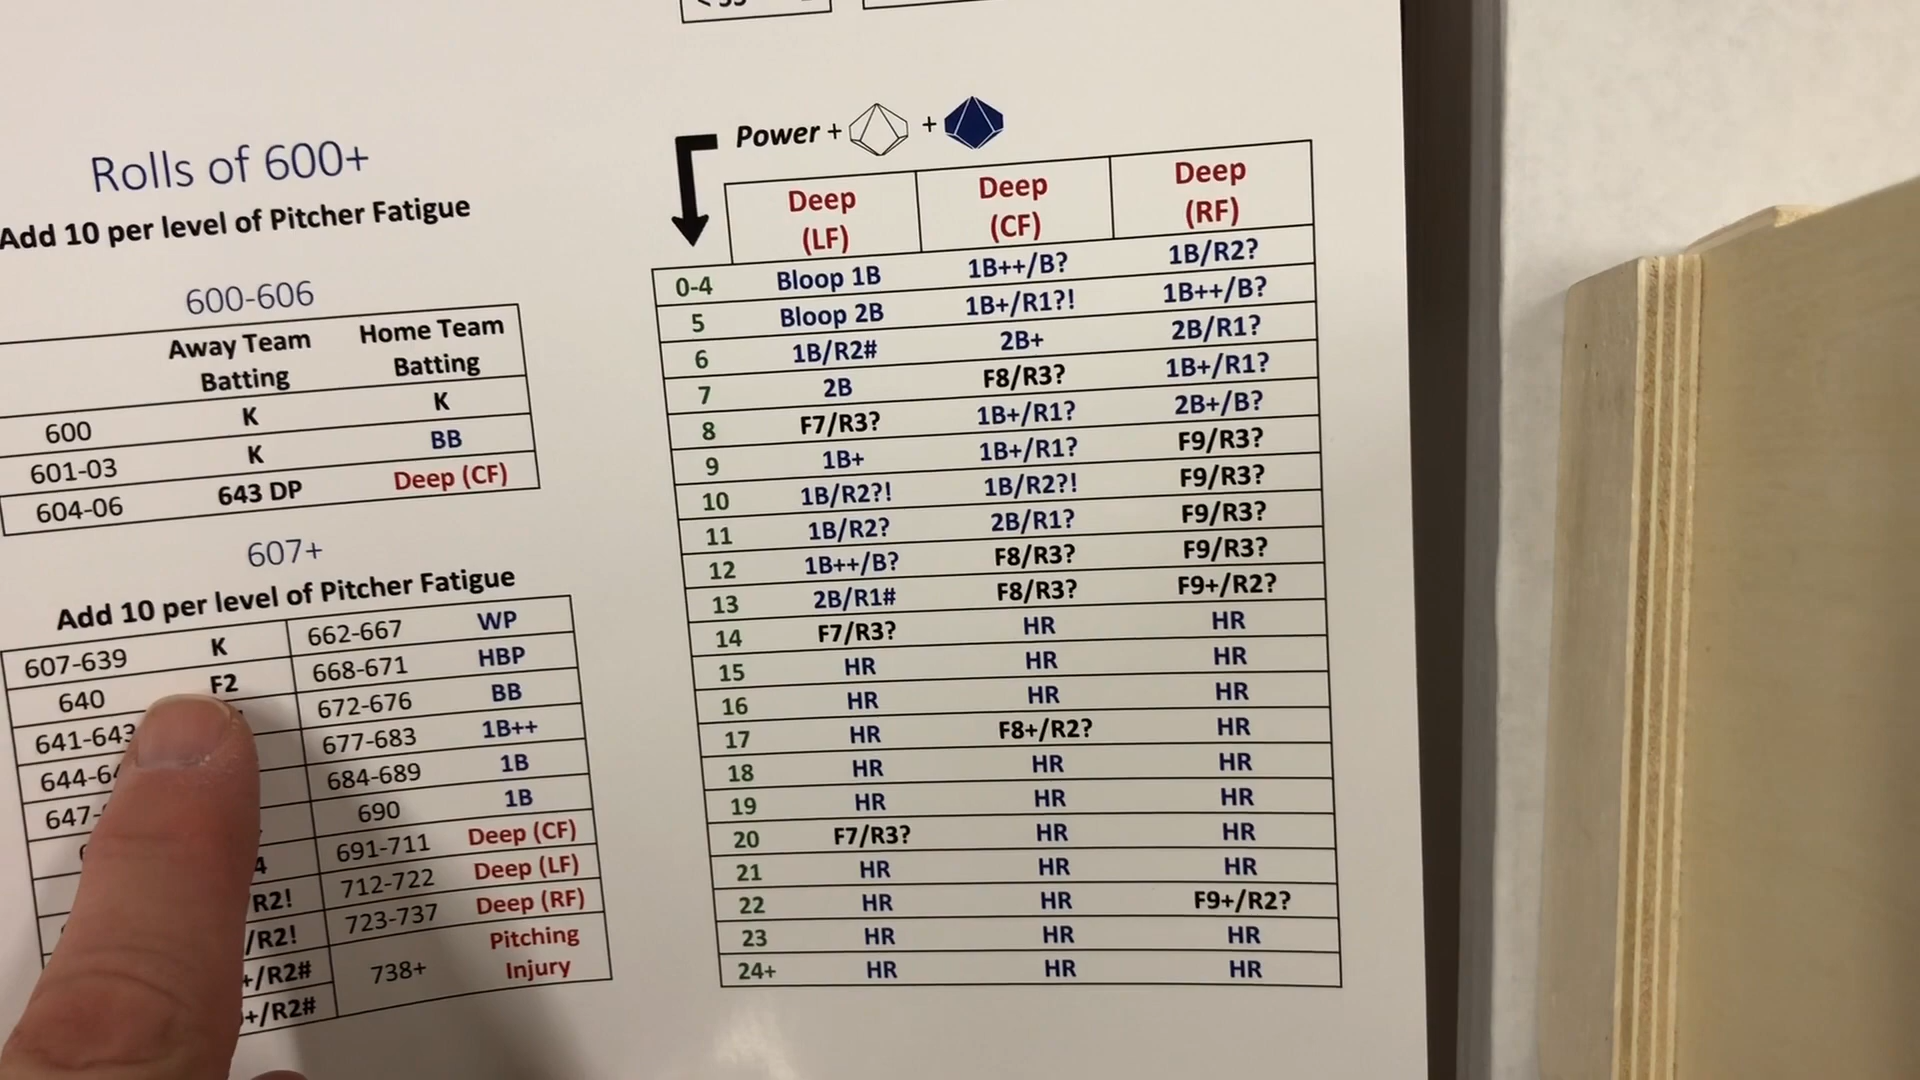 Rolls of 600+
Add 10 per level of Pitcher Fatigue
600-606
Away Team Batting Home Team Batting
600 K K
601-03 K BB
604-06 643 DP Deep (CF)
607+
Add 10 per level of Pitcher Fatigue
607-639 K
640 F2
641-643
662-667 WP
668-671 HBP
672-676 BB
677-683 1B++
684-689 1B
690 1B
691-711 Deep (CF)
712-722 Deep (LF)
723-737 Deep (RF)
738+ Pitching Injury
R2!
/R2!
+/R2#
+/R2#
Power + +
Deep (LF) Deep (CF) Deep (RF)
0-4 Bloop 1B 1B++/B? 1B/R2?
5 Bloop 2B 1B+/R1?! 1B++/B?
6 1B/R2# 2B+ 2B/R1?
7 2B F8/R3? 1B+/R1?
8 F7/R3? 1B+/R1? 2B+/B?
9 1B+ 1B+/R1? F9/R3?
10 1B/R2?! 1B/R2?! F9/R3?
11 1B/R2? 2B/R1? F9/R3?
12 1B++/B? F8/R3? F9/R3?
13 2B/R1# F8/R3? F9+/R2?
14 F7/R3? HR HR
15 HR HR HR
16 HR HR HR
17 HR F8+/R2? HR
18 HR HR HR
19 HR HR HR
20 F7/R3? HR HR
21 HR HR HR
22 HR HR F9+/R2?
23 HR HR HR
24+ HR HR HR